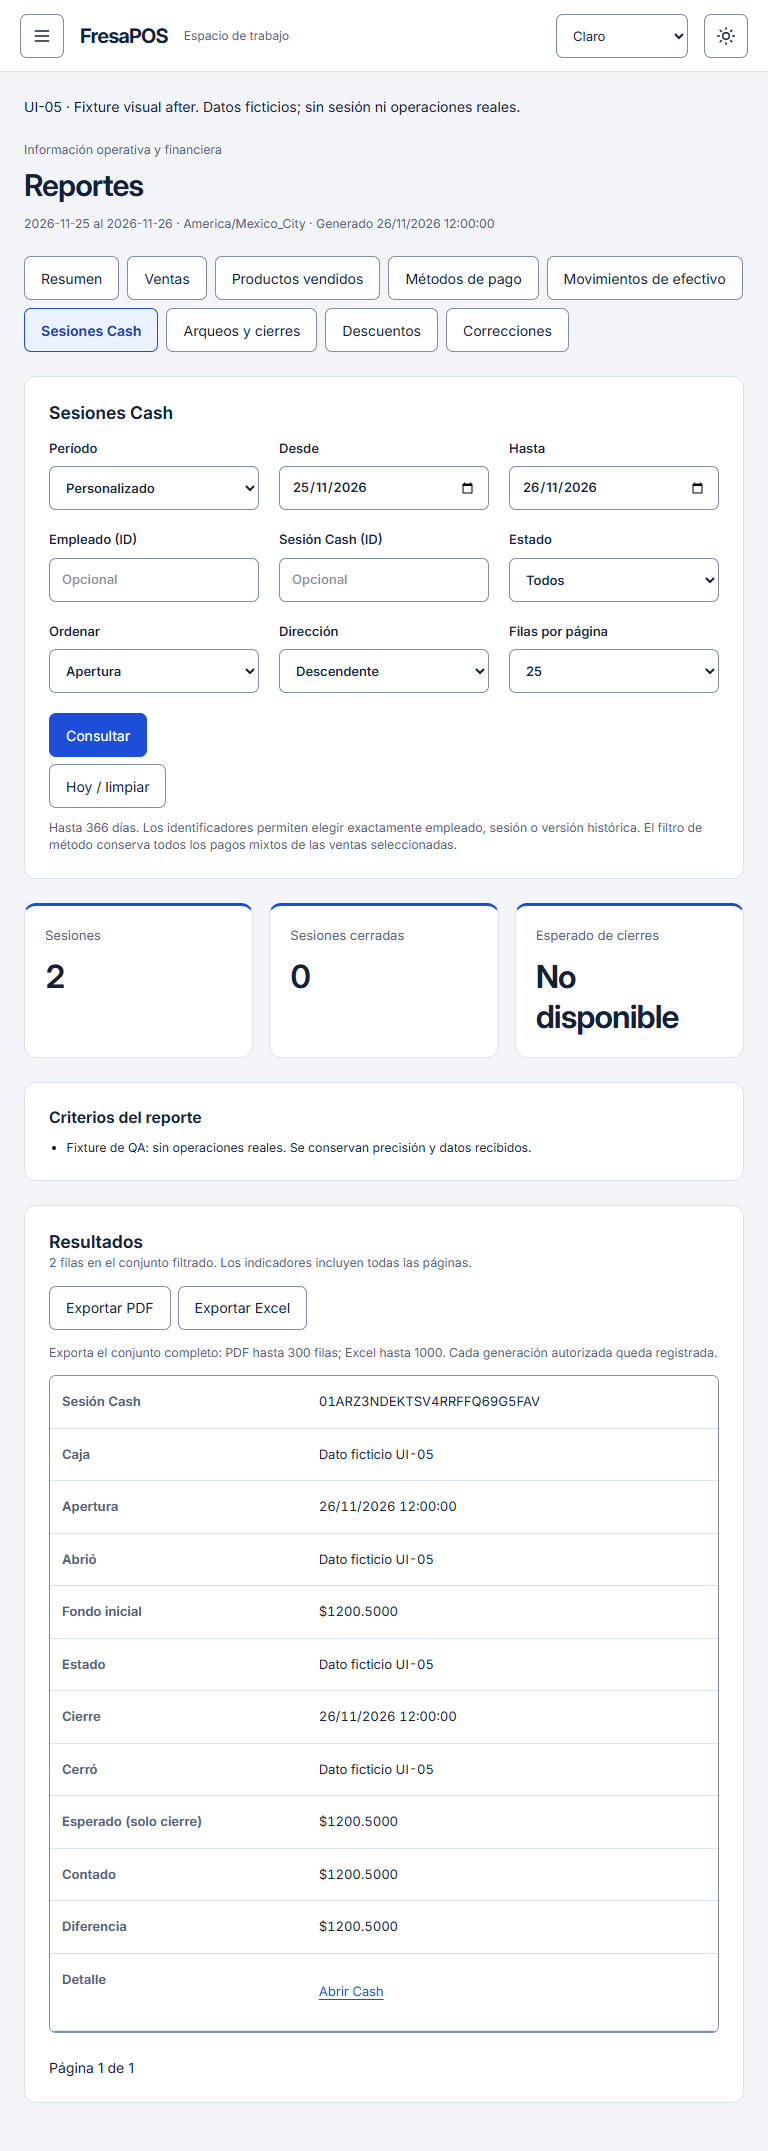 FresaPOS Espacio de trabajo Claro
UI-05 · Fixture visual after. Datos ficticios; sin sesión ni operaciones reales.
Información operativa y financiera
Reportes
2026-11-25 al 2026-11-26 · America/Mexico_City · Generado 26/11/2026 12:00:00
Resumen Ventas Productos vendidos Métodos de pago Movimientos de efectivo
Sesiones Cash Arqueos y cierres Descuentos Correcciones
Sesiones Cash
Período Desde Hasta
Personalizado 25/11/2026 26/11/2026
Empleado (ID) Sesión Cash (ID) Estado
Opcional Opcional Todos
Ordenar Dirección Filas por página
Apertura Descendente 25
Consultar
Hoy / limpiar
Hasta 366 días. Los identificadores permiten elegir exactamente empleado, sesión o versión histórica. El filtro de
método conserva todos los pagos mixtos de las ventas seleccionadas.
Sesiones Sesiones cerradas Esperado de cierres
2 0 No
disponible
Criterios del reporte
• Fixture de QA: sin operaciones reales. Se conservan precisión y datos recibidos.
Resultados
2 filas en el conjunto filtrado. Los indicadores incluyen todas las páginas.
Exportar PDF Exportar Excel
Exporta el conjunto completo: PDF hasta 300 filas; Excel hasta 1000. Cada generación autorizada queda registrada.
Sesión Cash 01ARZ3NDEKTSV4RRFFQ69G5FAV
Caja Dato ficticio UI-05
Apertura 26/11/2026 12:00:00
Abrió Dato ficticio UI-05
Fondo inicial $1200.5000
Estado Dato ficticio UI-05
Cierre 26/11/2026 12:00:00
Cerró Dato ficticio UI-05
Esperado (solo cierre) $1200.5000
Contado $1200.5000
Diferencia $1200.5000
Detalle Abrir Cash
Página 1 de 1